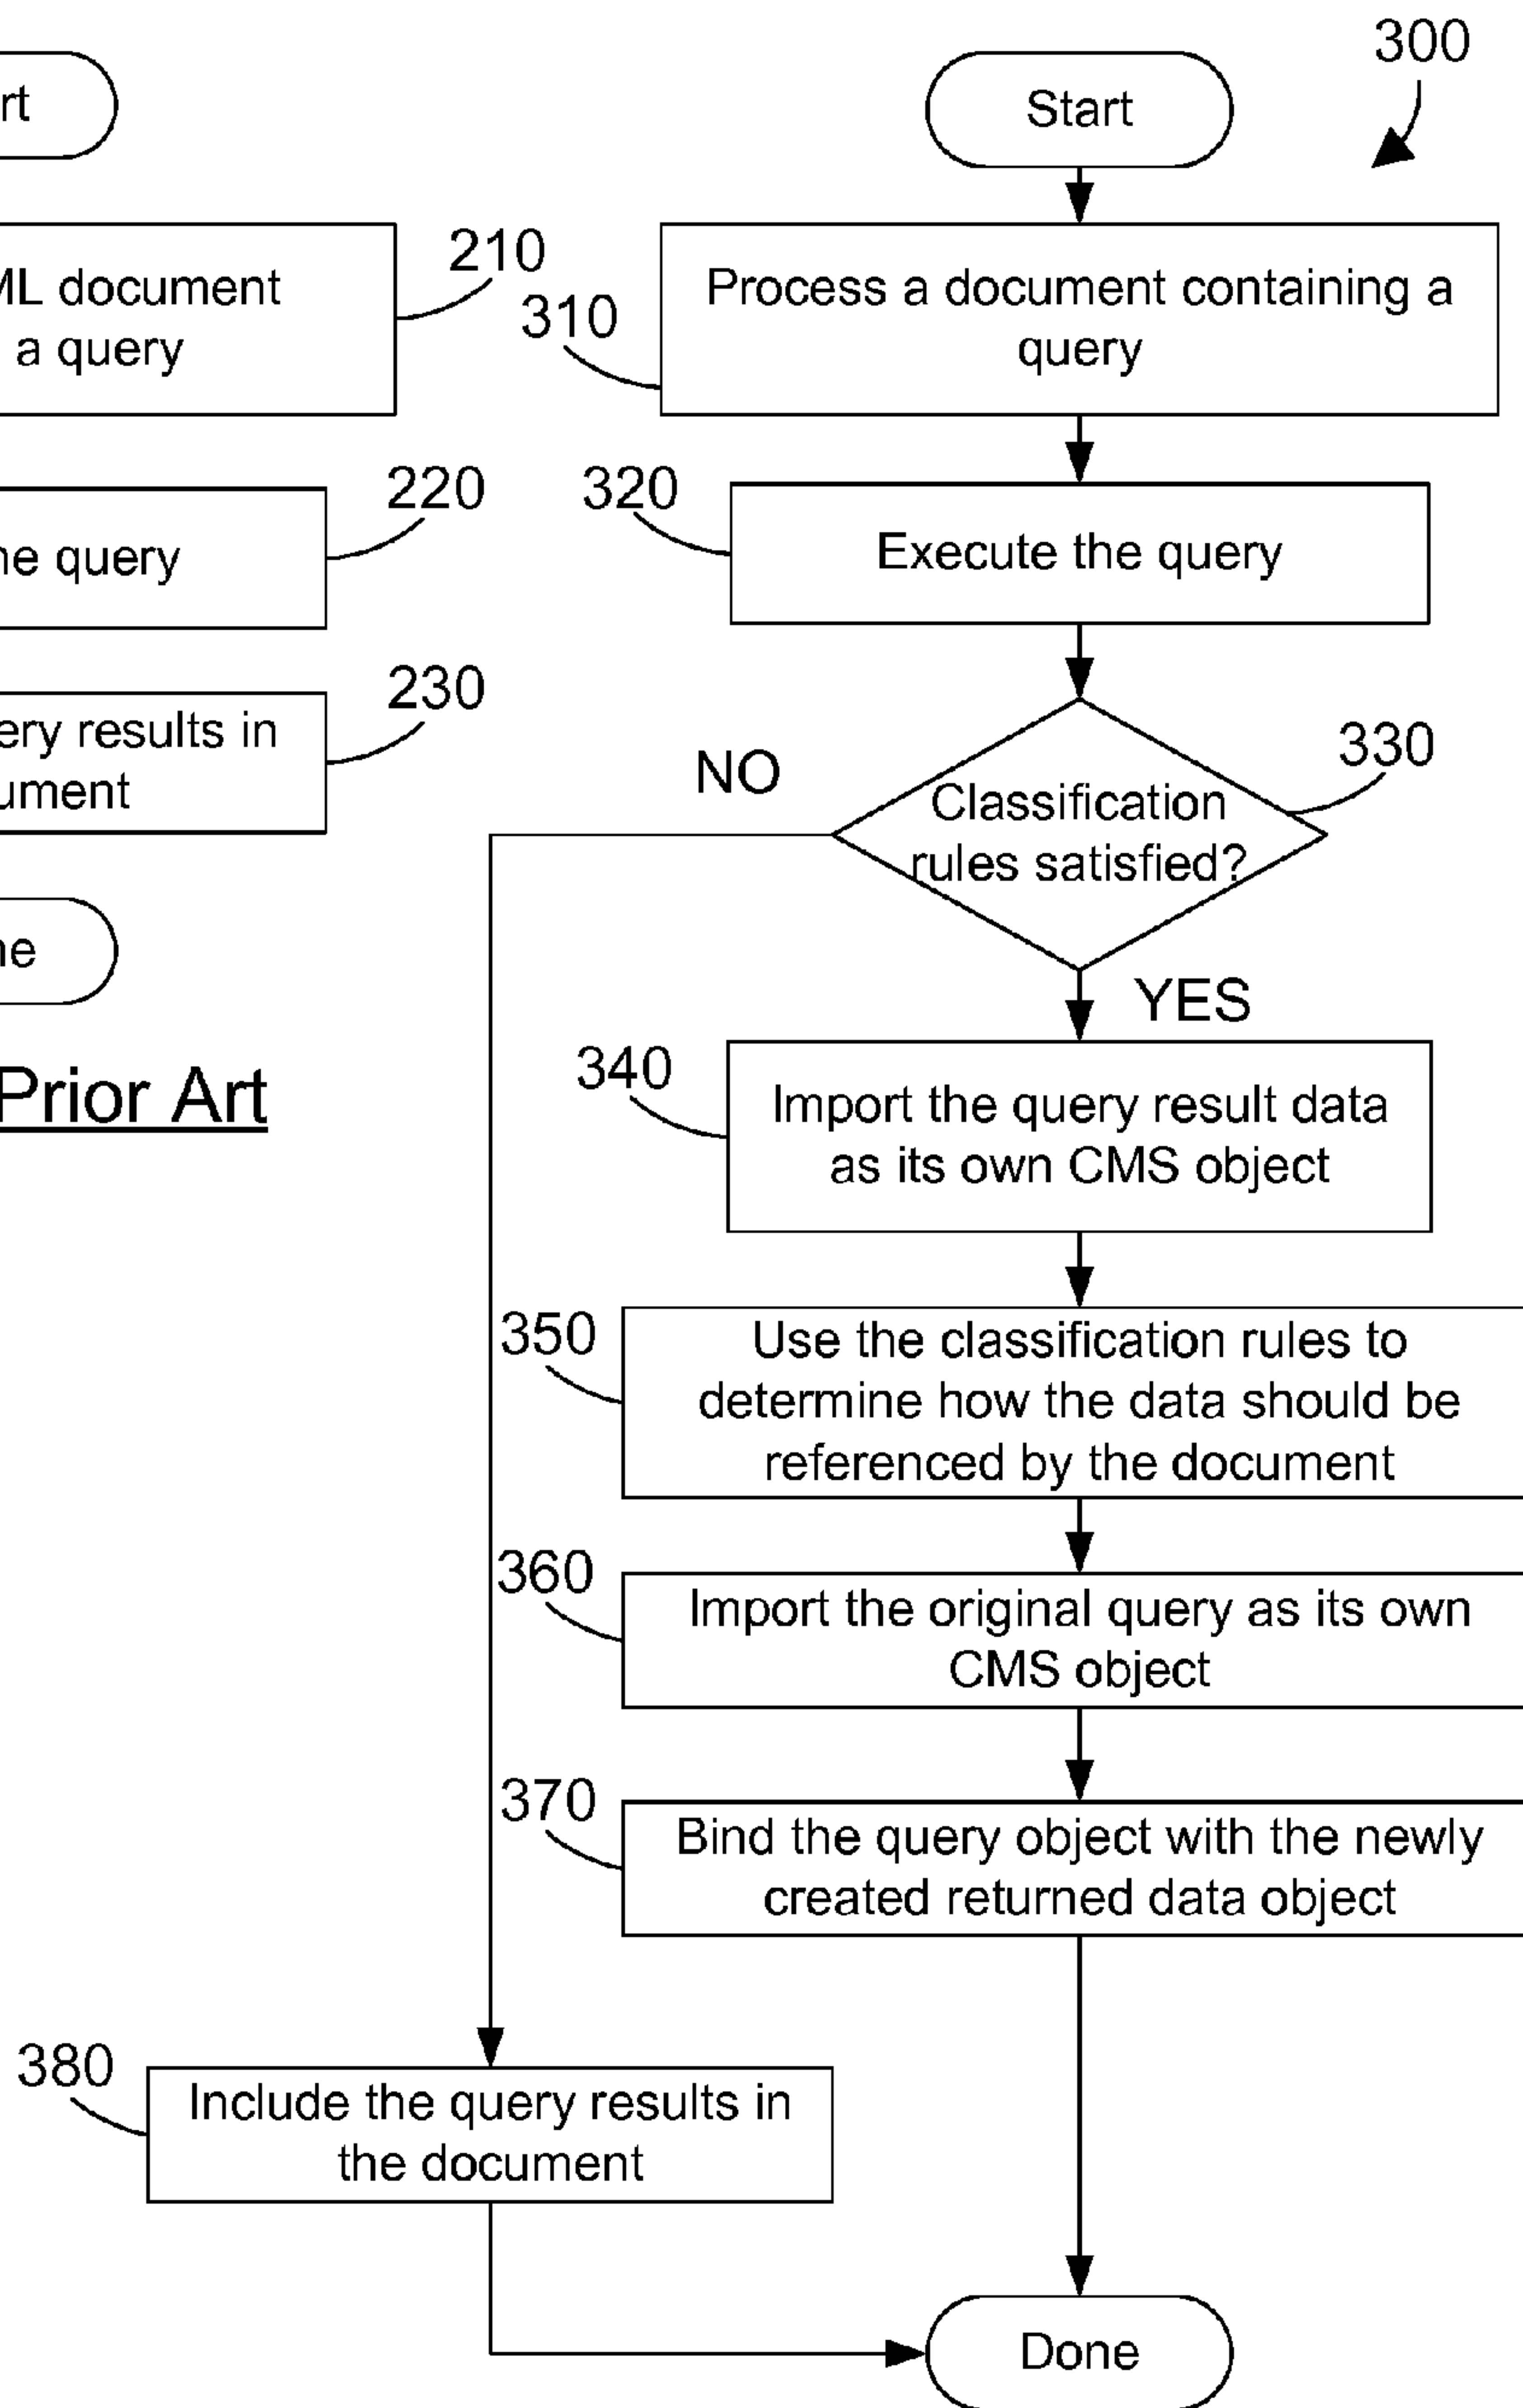 rt
210
ML document
a query
220
he query
230
ery results in
ument
ne
Prior Art
300
Start
310
Process a document containing a
query
320
Execute the query
330
Classification
rules satisfied?
NO
YES
340
Import the query result data
as its own CMS object
350
Use the classification rules to
determine how the data should be
referenced by the document
360
Import the original query as its own
CMS object
370
Bind the query object with the newly
created returned data object
380
Include the query results in
the document
Done